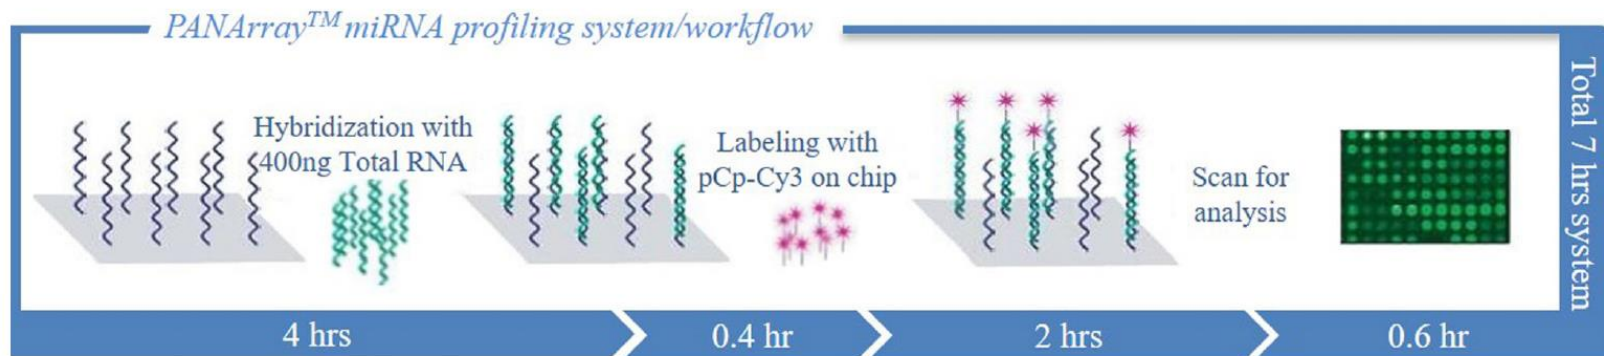 PANArray™ miRNA profiling system/workflow
Hybridization with
400ng Total RNA
Labeling with
pCp-Cy3 on chip
Scan for
analysis
Total 7 hrs system
4 hrs
0.4 hr
2 hrs
0.6 hr